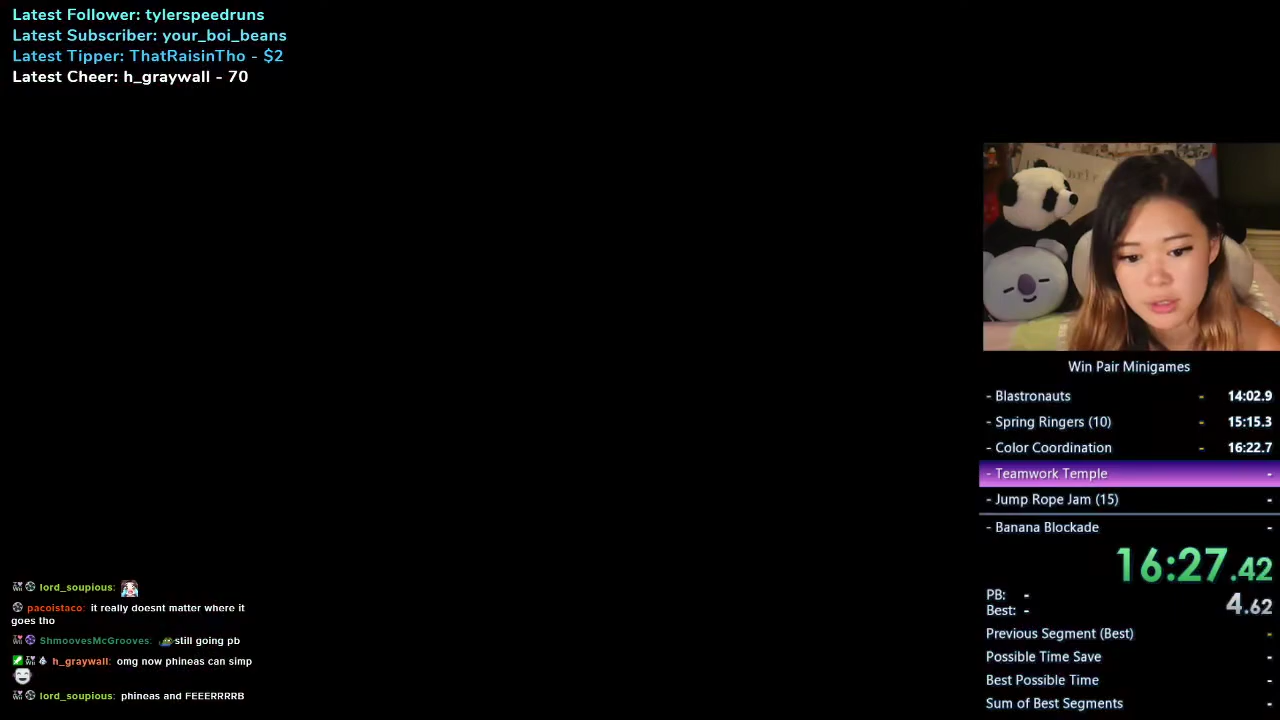 Latest Follower: tylerspeedruns
Latest Subscriber: your_boi_beans
Latest Tipper: ThatRaisinTho - $2
Latest Cheer: h_graywall - 70
Win Pair Minigames
- Blastronauts - 14:02.9
- Spring Ringers (10) - 15:15.3
- Color Coordination - 16:22.7
- Teamwork Temple -
- Jump Rope Jam (15) -
- Banana Blockade -
16:27.42
PB: -
4.62
Best: -
Previous Segment (Best) -
Possible Time Save -
Best Possible Time -
Sum of Best Segments -
lord_soupious:
pacoistaco: it really doesnt matter where it
goes tho
ShmoovesMcGrooves: still going pb
h_graywall: omg now phineas can simp
lord_soupious: phineas and FEEERRRRB